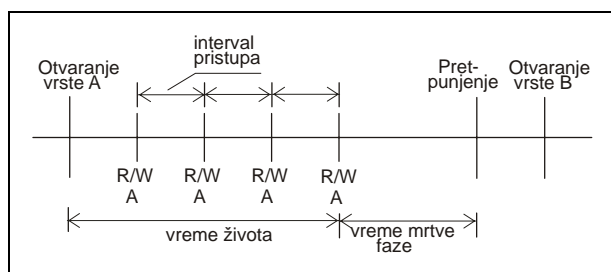 interval
pristupa
Otvaranje
vrste A
Pret-
punjenje
Otvaranje
vrste B
R/W
A
R/W
A
R/W
A
R/W
A
vreme života
vreme mrtve
faze